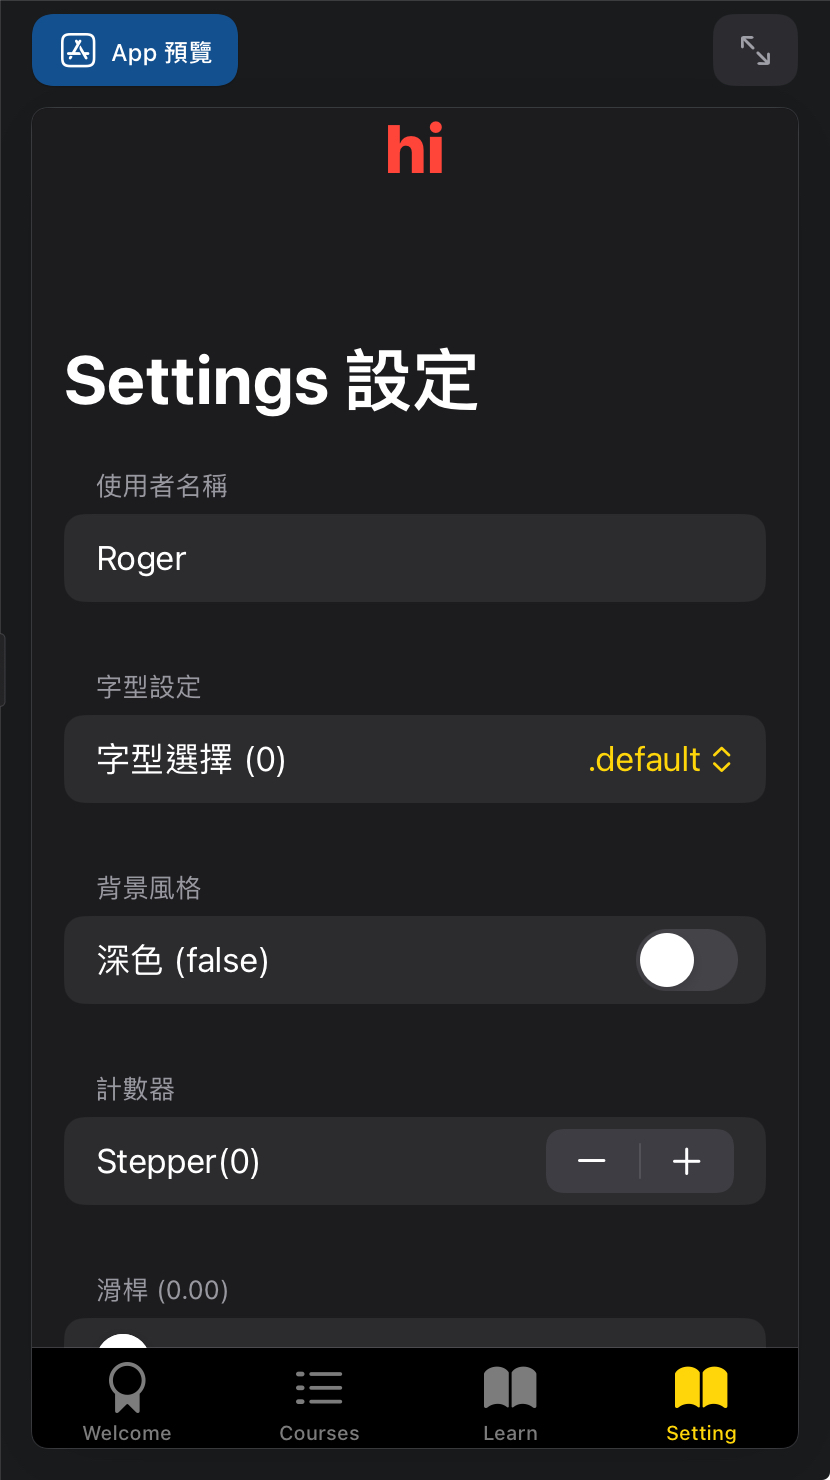 App 預覽
hi
Settings 設定
使用者名稱
Roger
字型設定
字型選擇 (0)
.default
背景風格
深色 (false)
計數器
Stepper(0)
滑桿 (0.00)
Welcome
Courses
Learn
Setting